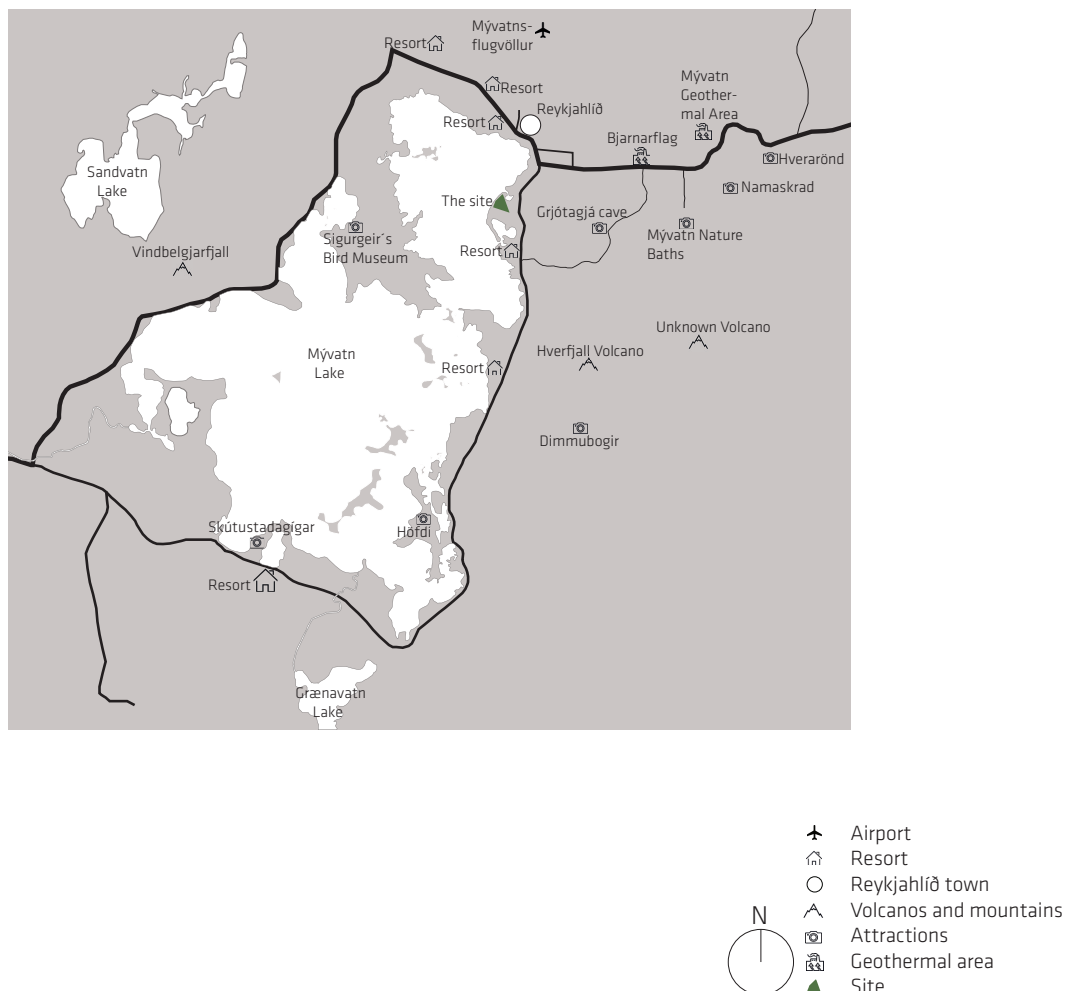 Mývatns-
flugvöllur
Resort
Resort
Mývatn
Geother-
mal Area
Reykjahlíð
Resort
Bjarnarflag
Hverarönd
Sandvatn
Lake
Namaskrad
The site
Grjótagjá cave
Sigurgeir´s
Bird Museum
Mývatn Nature
Baths
Vindbelgjarfjall
Resort
Unknown Volcano
Mývatn
Lake
Hverfjall Volcano
Resort
Dimmubogir
Skútustadagígar
Höfdi
Resort
Grænavatn
Lake
N
Airport
Resort
Reykjahlíð town
Volcanos and mountains
Attractions
Geothermal area
Site